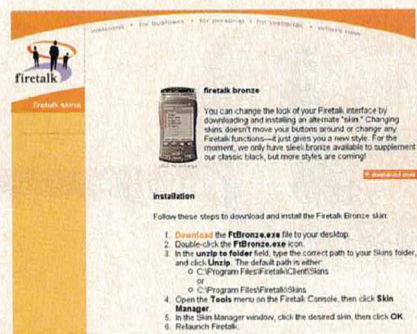 welcome • for business • for personal • for websites • what's new
firetalk
firetalk skins
firetalk bronze
You can change the look of your Firetalk interface by
downloading and installing an alternate "skin." Changing
skins doesn't move your buttons around or change any
Firetalk functions—it just gives you a new style. For the
moment, we only have sleek bronze available to supplement
our classic black, but more styles are coming!
download now
installation
Follow these steps to download and install the Firetalk Bronze skin:
1. Download the FtBronze.exe file to your desktop.
2. Double-click the FtBronze.exe icon.
3. In the unzip to folder field, type the correct path to your Skins folder,
and click Unzip. The default path is either:
○ C:\Program Files\Firetalk\Client\Skins
or
○ C:\Program Files\Firetalk\Skins
4. Open the Tools menu on the Firetalk Console, then click Skin
Manager.
5. In the Skin Manager window, click the desired skin, then click OK.
6. Relaunch Firetalk.